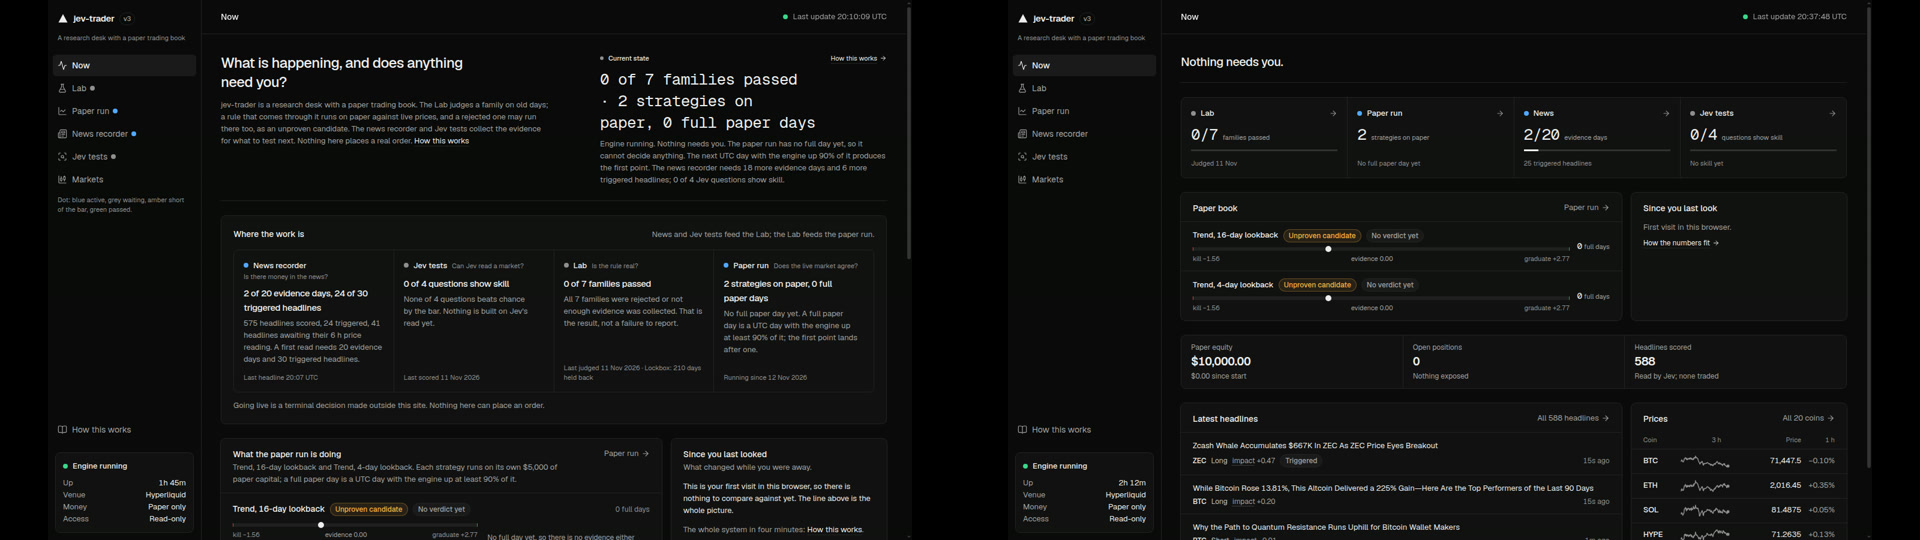 jev-trader v3
A research desk with a paper trading book
Now
Lab
Paper run
News recorder
Jev tests
Markets
Dot: blue active, grey waiting, amber short
of the bar, green passed.
How this works
Engine running
Up 1h 45m
Venue Hyperliquid
Money Paper only
Access Read-only
Now
Last update 20:10:09 UTC
What is happening, and does anything
need you?
jev-trader is a research desk with a paper trading book. The Lab judges a family on old days;
a rule that comes through it runs on paper against live prices, and a rejected one may run
there too, as an unproven candidate. The news recorder and Jev tests collect the evidence
for what to test next. Nothing here places a real order. How this works
Current state
How this works →
0 of 7 families passed
· 2 strategies on
paper, 0 full paper days
Engine running. Nothing needs you. The paper run has no full day yet, so it
cannot decide anything. The next UTC day with the engine up 90% of it produces
the first point. The news recorder needs 18 more evidence days and 6 more
triggered headlines; 0 of 4 Jev questions show skill.
Where the work is
News and Jev tests feed the Lab; the Lab feeds the paper run.
News recorder
Is there money in the news?
2 of 20 evidence days, 24 of 30
triggered headlines
575 headlines scored, 24 triggered, 41
headlines awaiting their 6 h price
reading. A first read needs 20 evidence
days and 30 triggered headlines.
Last headline 20:07 UTC
Jev tests Can Jev read a market?
0 of 4 questions show skill
None of 4 questions beats chance
by the bar. Nothing is built on Jev's
read yet.
Last scored 11 Nov 2026
Lab Is the rule real?
0 of 7 families passed
All 7 families were rejected or not
enough evidence was collected. That is
the result, not a failure to report.
Last judged 11 Nov 2026 · Lockbox: 210 days
held back
Paper run Does the live market agree?
2 strategies on paper, 0 full
paper days
No full paper day yet. A full paper
day is a UTC day with the engine up
at least 90% of it; the first point lands
after one.
Running since 12 Nov 2026
Going live is a terminal decision made outside this site. Nothing here can place an order.
What the paper run is doing
Paper run →
Trend, 16-day lookback and Trend, 4-day lookback. Each strategy runs on its own $5,000 of
paper capital; a full paper day is a UTC day with the engine up at least 90% of it.
Trend, 16-day lookback Unproven candidate No verdict yet 0 full days
kill −1.56 evidence 0.00 graduate +2.77
No full day yet, so there is no evidence either
Since you last looked
What changed while you were away.
This is your first visit in this browser, so there is
nothing to compare against yet. The line above is the
whole picture.
The whole system in four minutes: How this works.
jev-trader v3
A research desk with a paper trading book
Now
Lab
Paper run
News recorder
Jev tests
Markets
How this works
Engine running
Up 2h 12m
Venue Hyperliquid
Money Paper only
Access Read-only
Now
Last update 20:37:48 UTC
Nothing needs you.
Lab →
0/7 families passed
Judged 11 Nov
Paper run →
2 strategies on paper
No full paper day yet
News →
2/20 evidence days
25 triggered headlines
Jev tests →
0/4 questions show skill
No skill yet
Paper book
Paper run →
Trend, 16-day lookback Unproven candidate No verdict yet
0 full days
kill −1.56 evidence 0.00 graduate +2.77
Trend, 4-day lookback Unproven candidate No verdict yet
0 full days
kill −1.56 evidence 0.00 graduate +2.77
Since you last look
First visit in this browser.
How the numbers fit →
Paper equity
$10,000.00
$0.00 since start
Open positions
0
Nothing exposed
Headlines scored
588
Read by Jev; none traded
Latest headlines
All 588 headlines →
Zcash Whale Accumulates $667K In ZEC As ZEC Price Eyes Breakout
ZEC Long impact +0.47 Triggered 15s ago
While Bitcoin Rose 13.81%, This Altcoin Delivered a 225% Gain—Here Are the Top Performers of the Last 90 Days
BTC Long impact +0.20 15s ago
Why the Path to Quantum Resistance Runs Uphill for Bitcoin Wallet Makers
Prices
All 20 coins →
Coin 3 h Price 1 h
BTC 71,447.5 −0.10%
ETH 2,016.45 +0.35%
SOL 81.4875 +0.05%
HYPE 71.2635 +0.13%